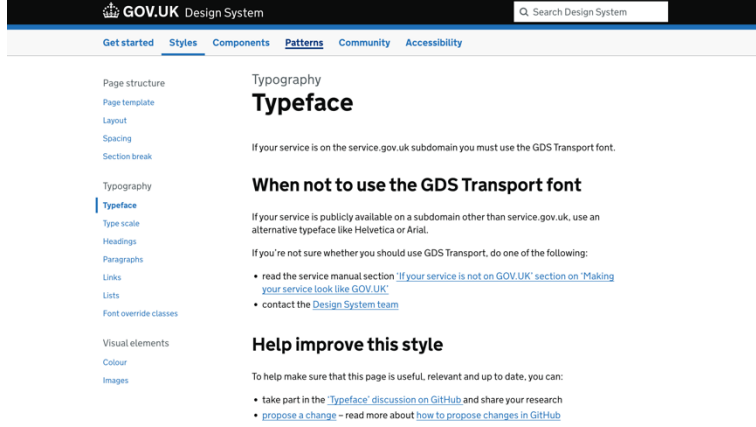 GOV.UK Design System
Search Design System
Get started Styles Components Patterns Community Accessibility
Page structure
Page template
Layout
Spacing
Section break
Typography
Typeface
Type scale
Headings
Paragraphs
Links
Lists
Font override classes
Visual elements
Colour
Images
Typography
Typeface
If your service is on the service.gov.uk subdomain you must use the GDS Transport font.
When not to use the GDS Transport font
If your service is publicly available on a subdomain other than service.gov.uk, use an
alternative typeface like Helvetica or Arial.
If you're not sure whether you should use GDS Transport, do one of the following:
• read the service manual section ‘If your service is not on GOV.UK’ section on ‘Making
your service look like GOV.UK’
• contact the Design System team
Help improve this style
To help make sure that this page is useful, relevant and up to date, you can:
• take part in the ‘Typeface’ discussion on GitHub and share your research
• propose a change – read more about how to propose changes in GitHub